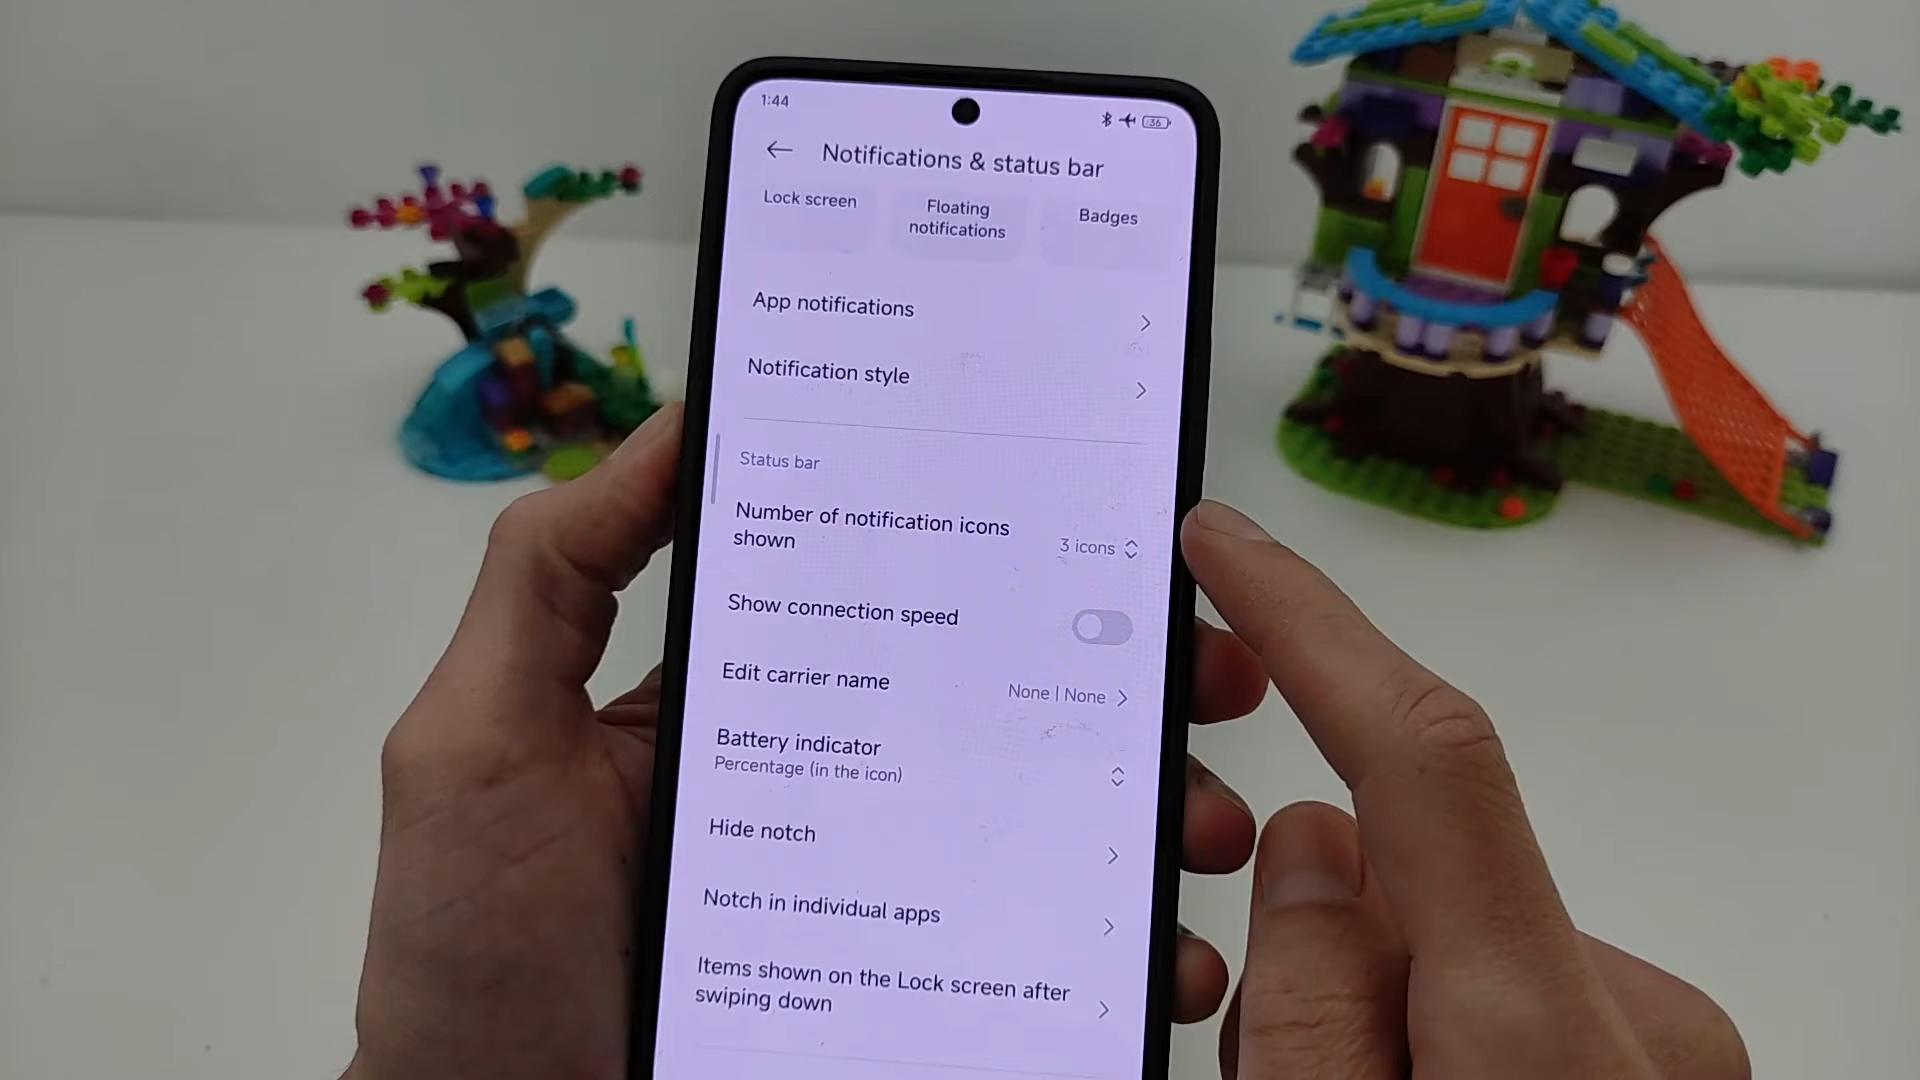 1:44
36
Notifications & status bar
Lock screen
Floating
notifications
Badges
App notifications
Notification style
Status bar
Number of notification icons
shown
3 icons
Show connection speed
Edit carrier name
None | None
Battery indicator
Percentage (in the icon)
Hide notch
Notch in individual apps
Items shown on the Lock screen after
swiping down